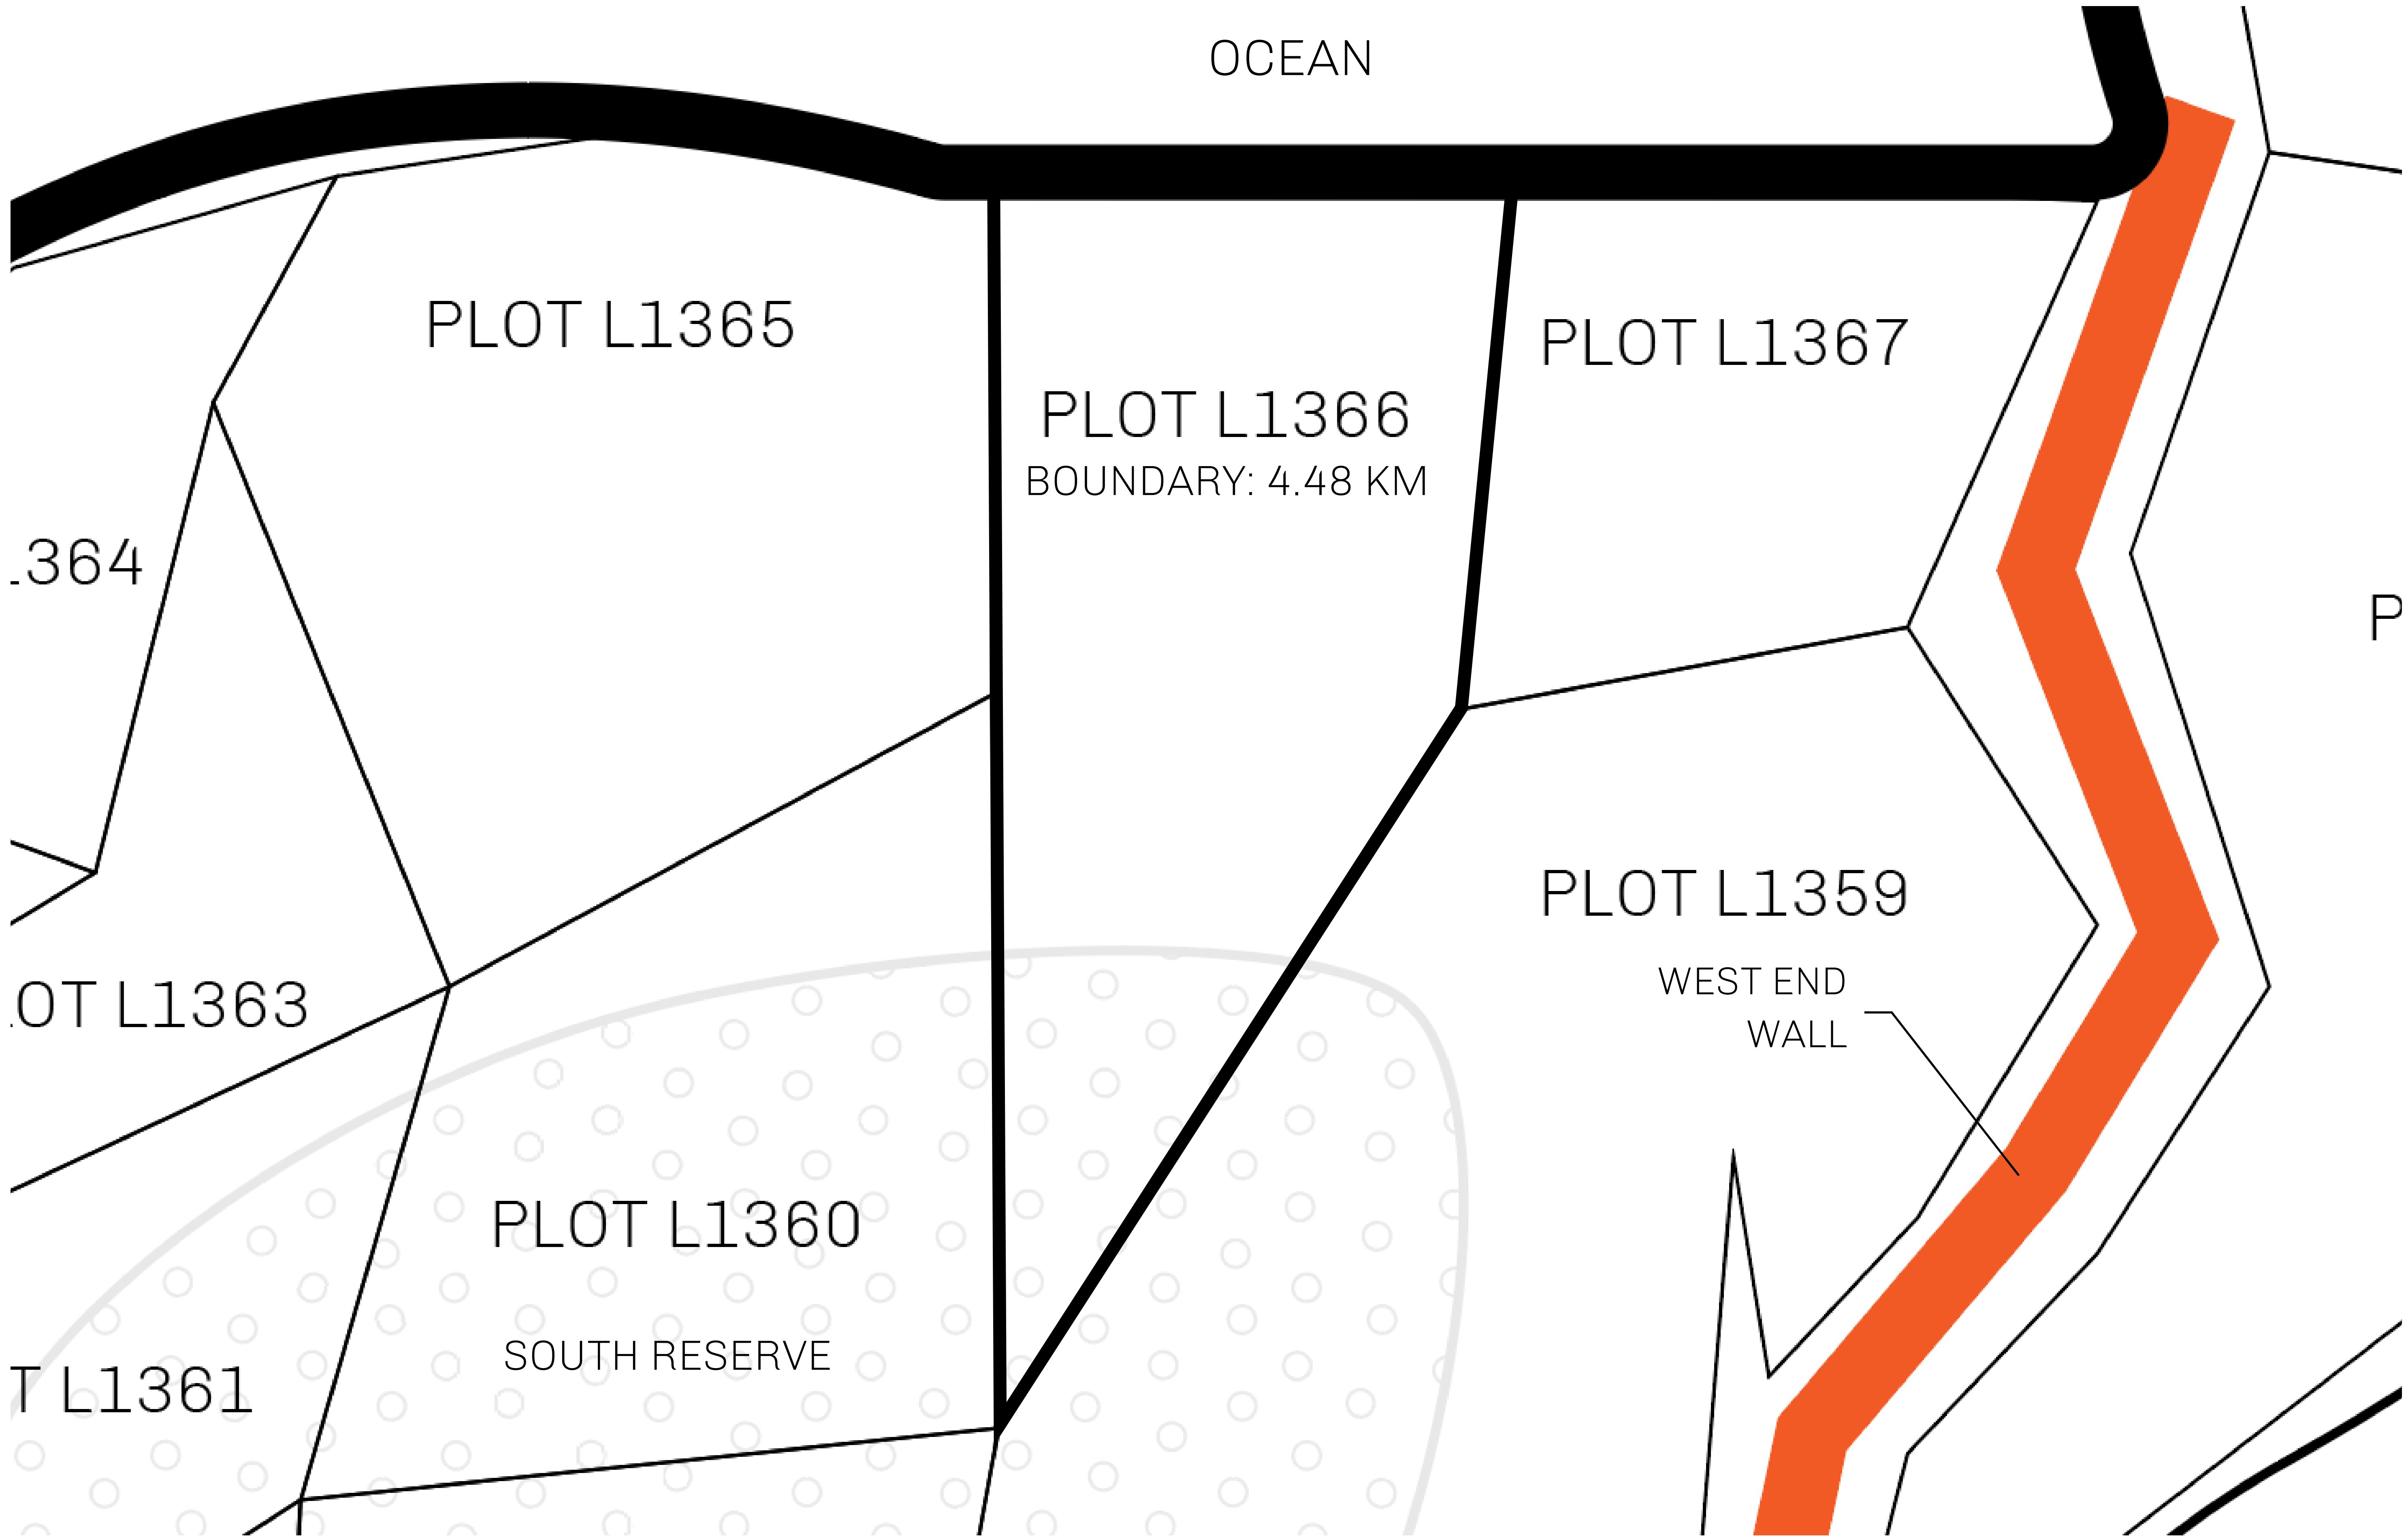 OCEAN
PLOT L1365
PLOT L1367
PLOT L1366
BOUNDARY: 4.48 KM
.364
P
PLOT L1359
WEST END
WALL
OT L1363
PLOT L1360
SOUTH RESERVE
T L1361